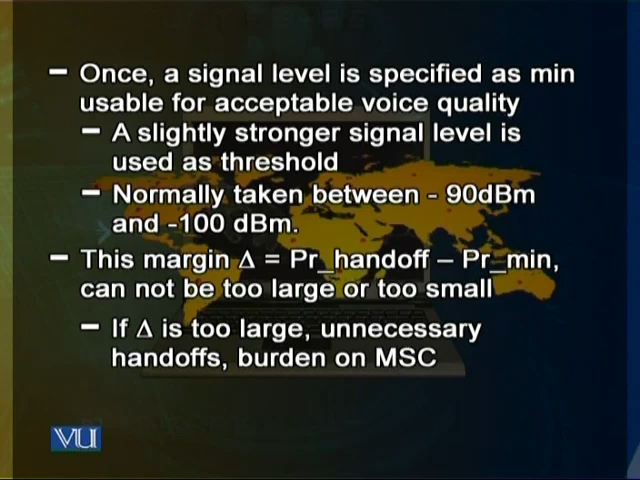 – Once, a signal level is specified as min
usable for acceptable voice quality
– A slightly stronger signal level is
used as threshold
– Normally taken between - 90dBm
and -100 dBm.
– This margin Δ = Pr_handoff – Pr_min,
can not be too large or too small
– If Δ is too large, unnecessary
handoffs, burden on MSC
VU